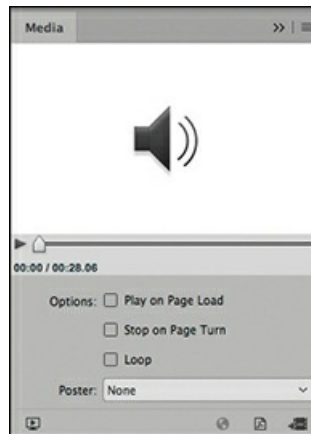 Media
00:00 / 00:28.06
Options: Play on Page Load
Stop on Page Turn
Loop
Poster: None